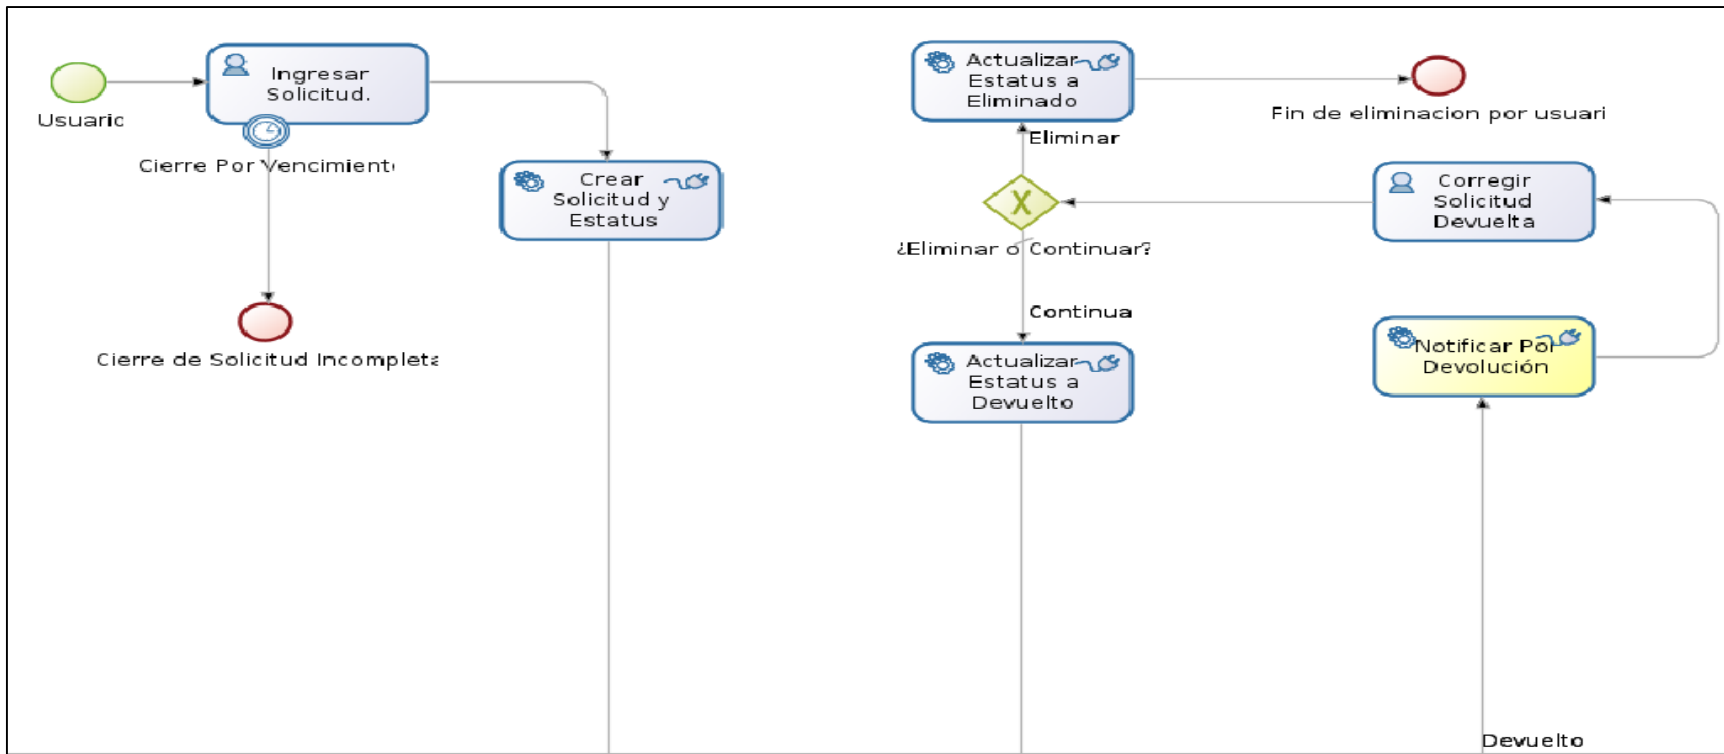 Usuario
Ingresar
Solicitud.
Cierre Por Vencimient
Cierre de Solicitud Incompleta
Crear
Solicitud y
Estatus
Actualizar
Estatus a
Eliminado
Fin de eliminacion por usuari
Eliminar
¿Eliminar o Continuar?
Continua
Actualizar
Estatus a
Devuelto
Corregir
Solicitud
Devuelta
Notificar Por
Devolución
Devuelto